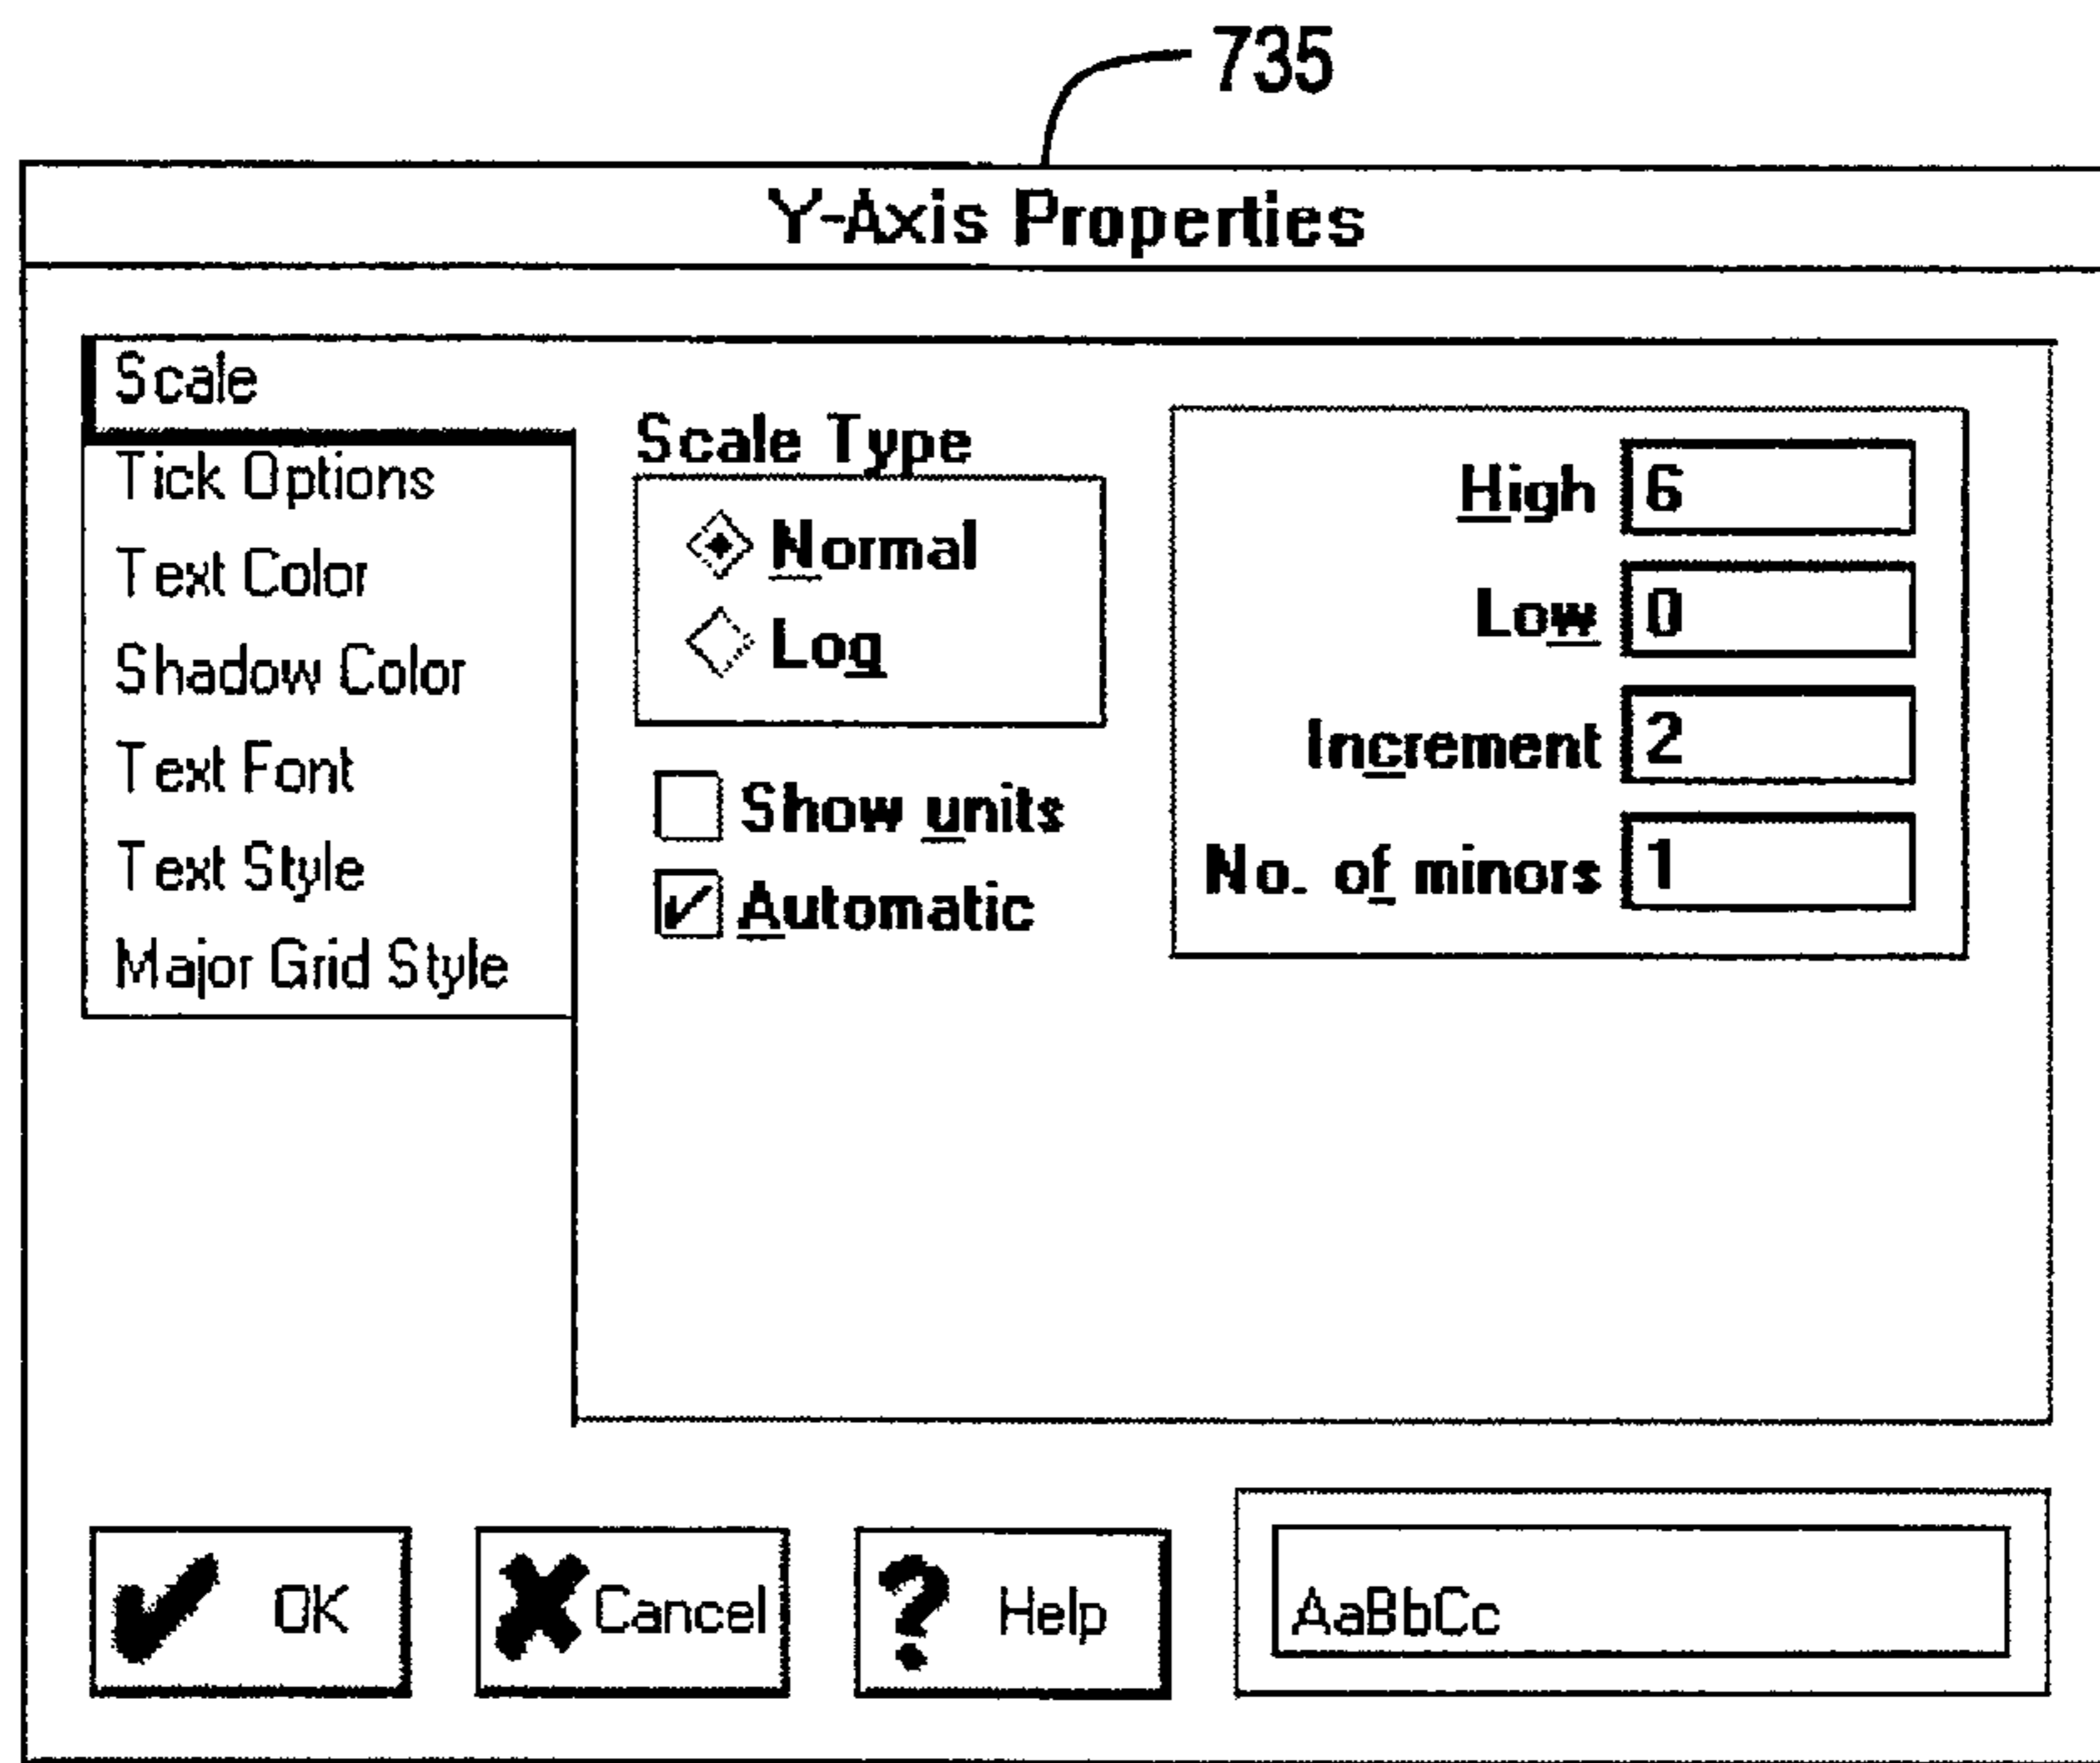 735
Y-Axis Properties
Scale
Tick Options
Text Color
Shadow Color
Text Font
Text Style
Major Grid Style
Scale Type
Normal
Log
Show units
Automatic
High 6
Low 0
Increment 2
No. of minors 1
OK
Cancel
? Help
AaBbCc